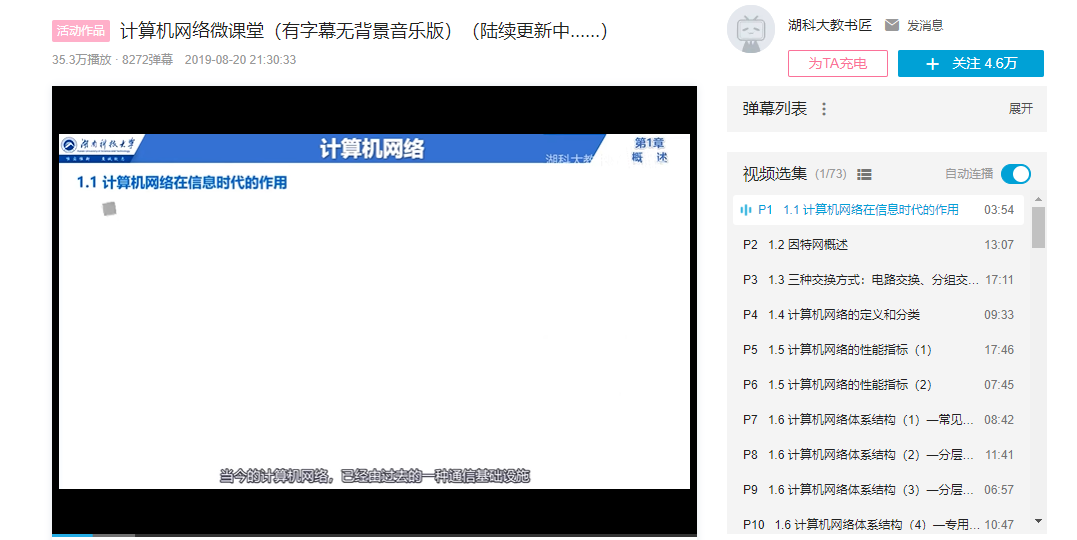 活动作品 计算机网络微课堂（有字幕无背景音乐版）（陆续更新中......）
35.3万播放 · 8272弹幕 2019-08-20 21:30:33
湖南科技大学
计算机网络
湖科大教
第1章
概 述
1.1 计算机网络在信息时代的作用
当今的计算机网络，已经由过去的一种通信基础设施
湖科大教书匠 发消息
为TA充电
+ 关注 4.6万
弹幕列表 展开
视频选集 (1/73) 自动连播
P1 1.1 计算机网络在信息时代的作用 03:54
P2 1.2 因特网概述 13:07
P3 1.3 三种交换方式：电路交换、分组交... 17:11
P4 1.4 计算机网络的定义和分类 09:33
P5 1.5 计算机网络的性能指标（1） 17:46
P6 1.5 计算机网络的性能指标（2） 07:45
P7 1.6 计算机网络体系结构（1）—常见... 08:42
P8 1.6 计算机网络体系结构（2）—分层... 11:41
P9 1.6 计算机网络体系结构（3）—分层... 06:57
P10 1.6 计算机网络体系结构（4）—专用... 10:47